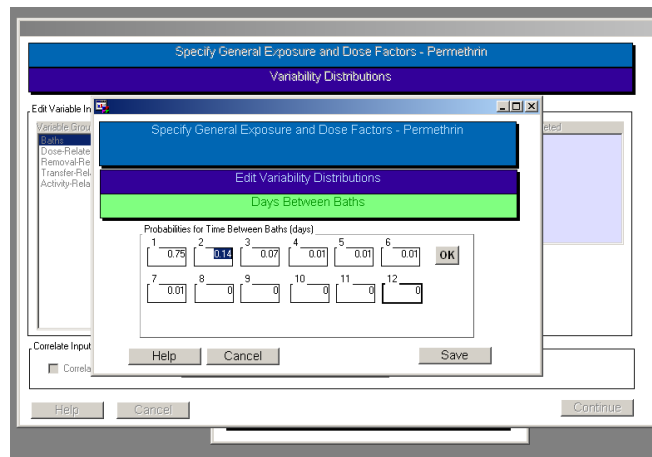 Specify General Exposure and Dose Factors - Permethrin
Variability Distributions
Edit Variable In
Variable Grou
eted
Baths
Dose-Relate
Removal-Re
Transfer-Rel
Activity-Rela
Specify General Exposure and Dose Factors - Permethrin
Edit Variability Distributions
Days Between Baths
Probabilities for Time Between Baths (days)
1 2 3 4 5 6
0.75 0.14 0.07 0.01 0.01 0.01 OK
7 8 9 10 11 12
0.01 0 0 0 0 0
Help Cancel Save
Correlate Input
Correla
Help Cancel Continue